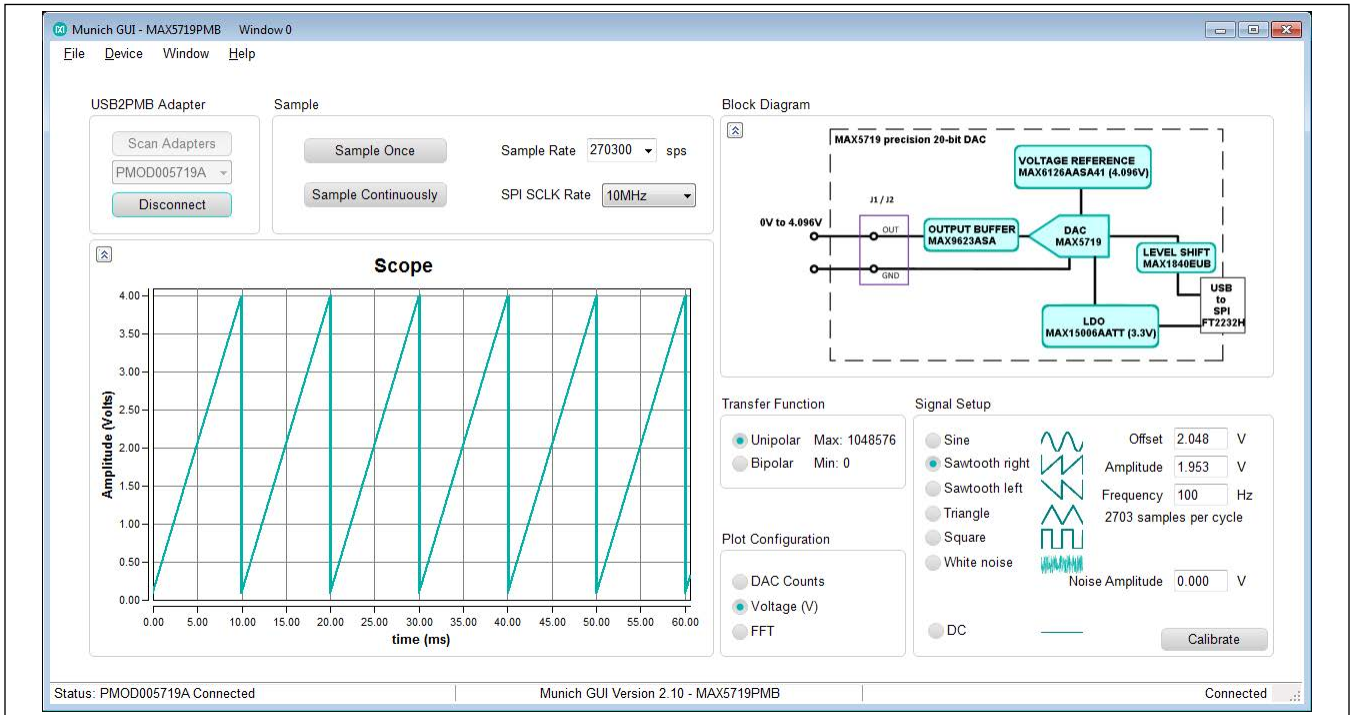 Munich GUI - MAX5719PMB Window 0
File Device Window Help
USB2PMB Adapter
Scan Adapters
PMOD005719A
Disconnect
Sample
Sample Once
Sample Rate 270300 sps
Sample Continuously
SPI SCLK Rate 10MHz
Scope
Amplitude (Volts)
4.00
3.50
3.00
2.50
2.00
1.50
1.00
0.50
0.00
0.00 5.00 10.00 15.00 20.00 25.00 30.00 35.00 40.00 45.00 50.00 55.00 60.00
time (ms)
Block Diagram
MAX5719 precision 20-bit DAC
VOLTAGE REFERENCE
MAX6126AASA41 (4.096V)
J1 / J2
0V to 4.096V
OUT
GND
OUTPUT BUFFER
MAX9623ASA
DAC
MAX5719
LEVEL SHIFT
MAX1840EUB
USB
to
SPI
FT2232H
LDO
MAX15006AATT (3.3V)
Transfer Function
Unipolar Max: 1048576
Bipolar Min: 0
Plot Configuration
DAC Counts
Voltage (V)
FFT
Signal Setup
Sine
Sawtooth right
Sawtooth left
Triangle
Square
White noise
DC
Offset 2.048 V
Amplitude 1.953 V
Frequency 100 Hz
2703 samples per cycle
Noise Amplitude 0.000 V
Calibrate
Status: PMOD005719A Connected
Munich GUI Version 2.10 - MAX5719PMB
Connected